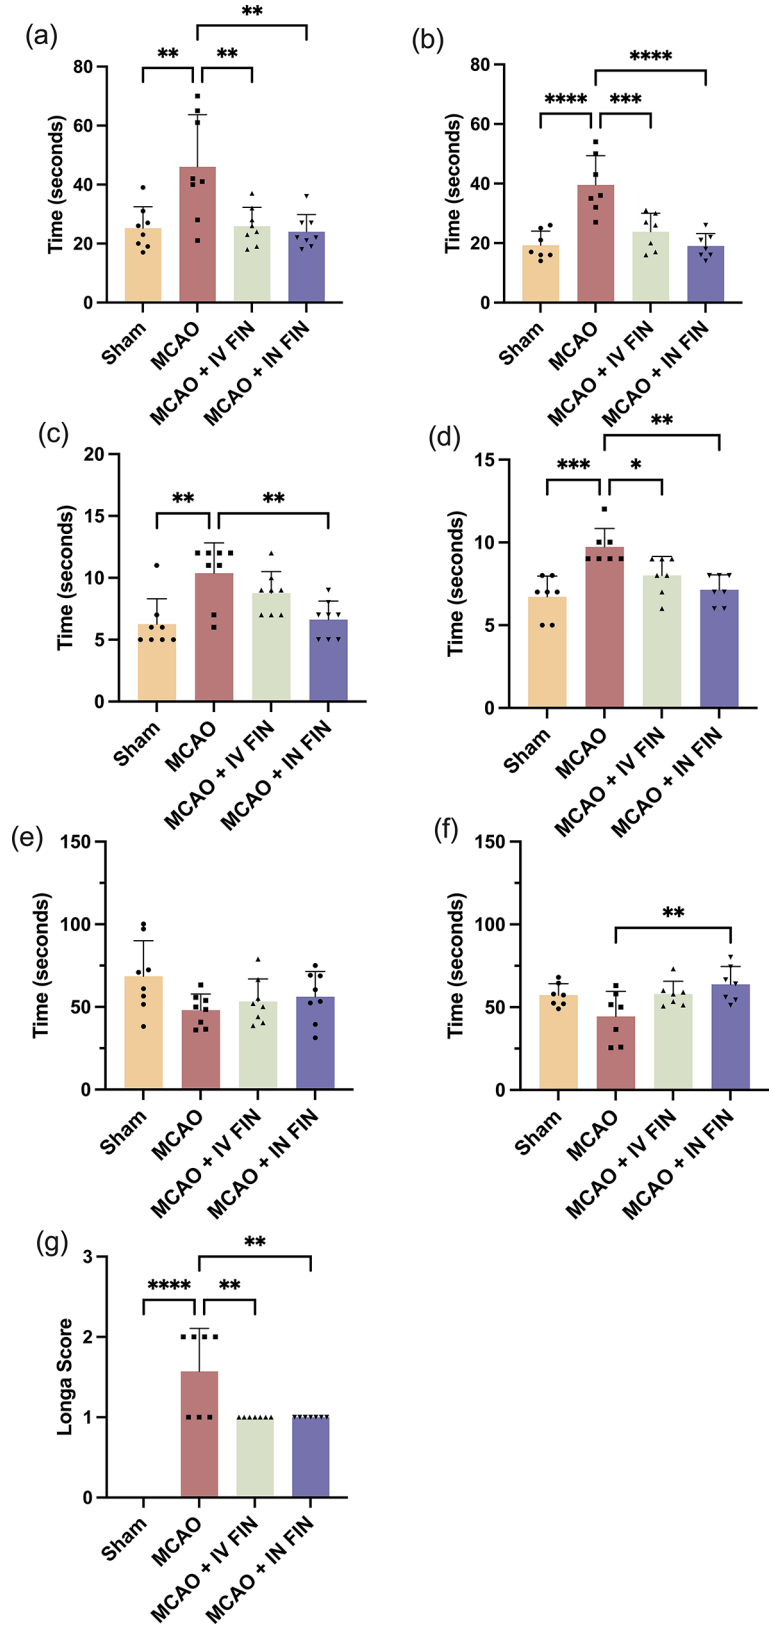 (a)
**
**
**
Time (seconds)
80
60
40
20
0
Sham
MCAO
MCAO + IV FIN
MCAO + IN FIN
(b)
****
****
***
Time (seconds)
80
60
40
20
0
Sham
MCAO
MCAO + IV FIN
MCAO + IN FIN
(c)
**
**
Time (seconds)
20
15
10
5
0
Sham
MCAO
MCAO + IV FIN
MCAO + IN FIN
(d)
**
***
*
Time (seconds)
15
10
5
0
Sham
MCAO
MCAO + IV FIN
MCAO + IN FIN
(e)
Time (seconds)
150
100
50
0
Sham
MCAO
MCAO + IV FIN
MCAO + IN FIN
(f)
**
Time (seconds)
150
100
50
0
Sham
MCAO
MCAO + IV FIN
MCAO + IN FIN
(g)
**
****
**
Longa Score
3
2
1
0
Sham
MCAO
MCAO + IV FIN
MCAO + IN FIN